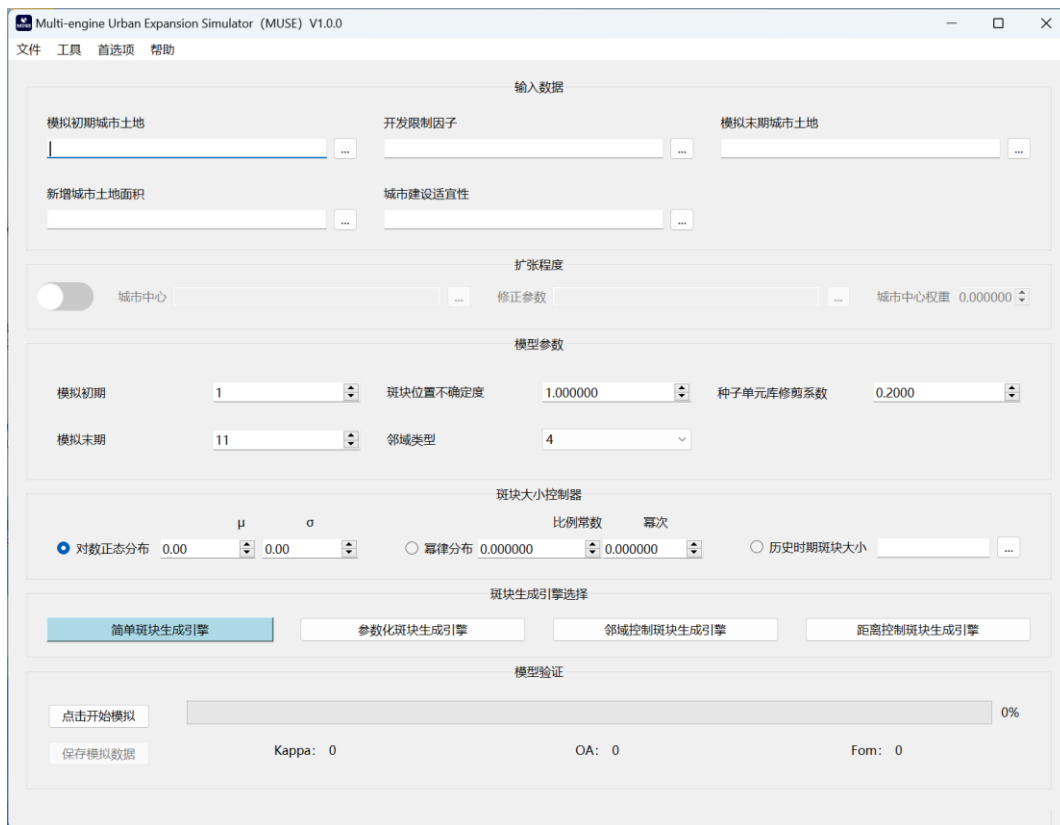 MUSE Multi-engine Urban Expansion Simulator（MUSE）V1.0.0
文件 工具 首选项 帮助
输入数据
模拟初期城市土地 开发限制因子 模拟末期城市土地
... ... ...
新增城市土地面积 城市建设适宜性
... ...
扩张程度
城市中心 ... 修正参数 ... 城市中心权重 0.000000
模型参数
模拟初期 1 斑块位置不确定度 1.000000 种子单元库修剪系数 0.2000
模拟末期 11 邻域类型 4
斑块大小控制器
μ σ 比例常数 幂次
对数正态分布 0.00 0.00 幂律分布 0.000000 0.000000 历史时期斑块大小 ...
斑块生成引擎选择
简单斑块生成引擎 参数化斑块生成引擎 邻域控制斑块生成引擎 距离控制斑块生成引擎
模型验证
点击开始模拟 0%
保存模拟数据 Kappa： 0 OA： 0 Fom： 0